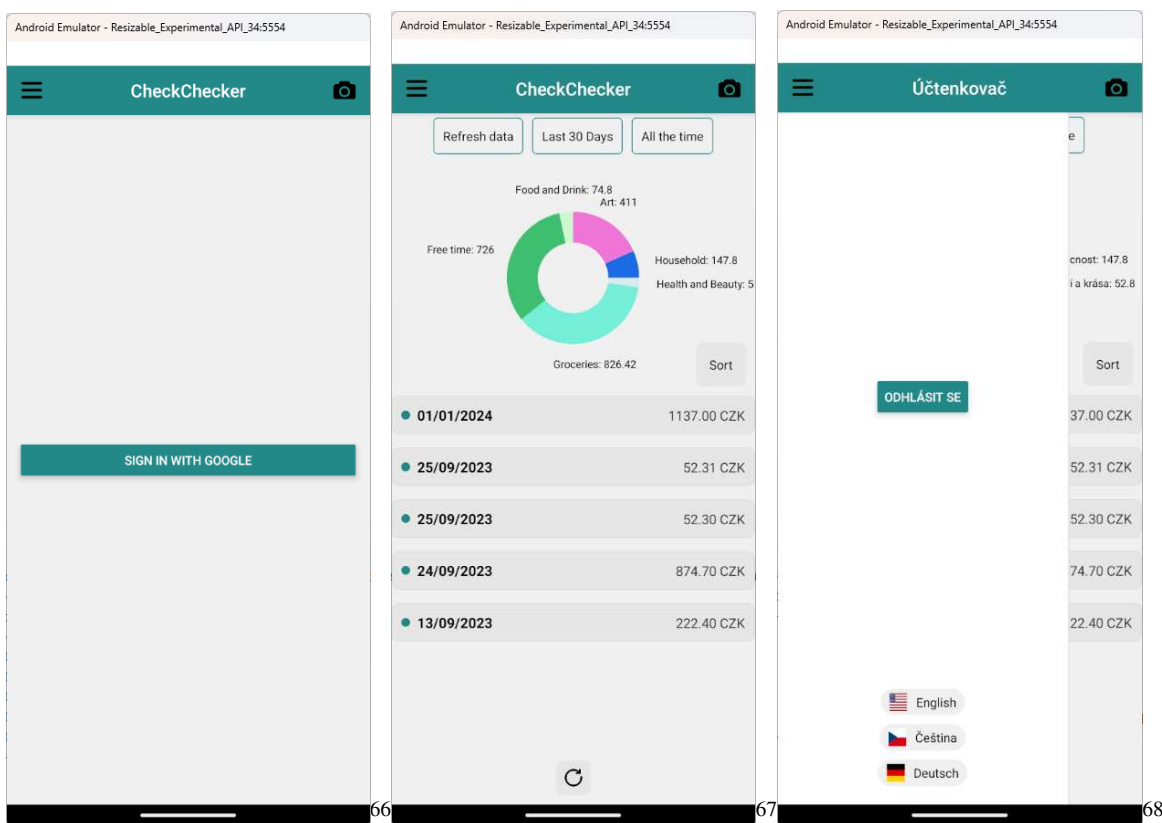 Android Emulator - Resizable_Experimental_API_34:5554
CheckChecker
SIGN IN WITH GOOGLE
66
Android Emulator - Resizable_Experimental_API_34:5554
CheckChecker
Refresh data
Last 30 Days
All the time
Food and Drink: 74.8
Art: 411
Free time: 726
Household: 147.8
Health and Beauty: 5
Groceries: 826.42
Sort
01/01/2024 1137.00 CZK
25/09/2023 52.31 CZK
25/09/2023 52.30 CZK
24/09/2023 874.70 CZK
13/09/2023 222.40 CZK
67
Android Emulator - Resizable_Experimental_API_34:5554
Účtenkovač
e
cnost: 147.8
í a krása: 52.8
Sort
ODHLÁSIT SE
37.00 CZK
52.31 CZK
52.30 CZK
74.70 CZK
22.40 CZK
English
Čeština
Deutsch
68